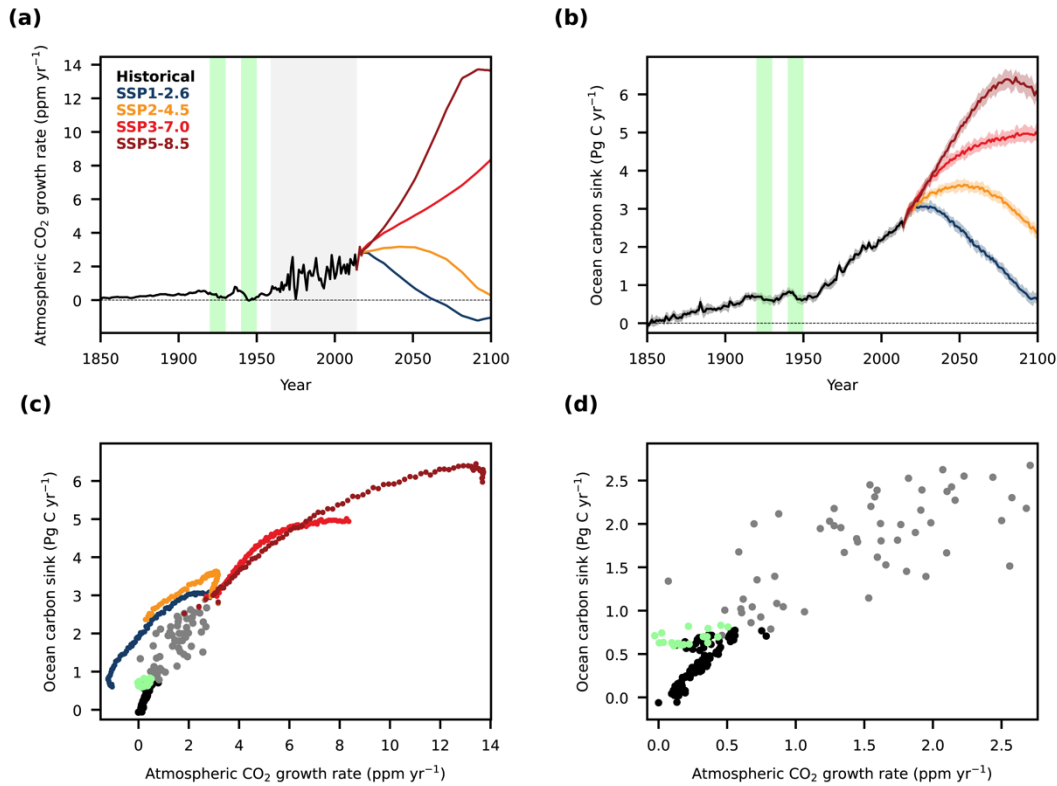 (a)
Atmospheric CO₂ growth rate (ppm yr⁻¹)
14
12
10
8
6
4
2
0
Historical
SSP1-2.6
SSP2-4.5
SSP3-7.0
SSP5-8.5
1850 1900 1950 2000 2050 2100
Year
(b)
Ocean carbon sink (Pg C yr⁻¹)
6
5
4
3
2
1
0
1850 1900 1950 2000 2050 2100
Year
(c)
Ocean carbon sink (Pg C yr⁻¹)
6
5
4
3
2
1
0
0 2 4 6 8 10 12 14
Atmospheric CO₂ growth rate (ppm yr⁻¹)
(d)
Ocean carbon sink (Pg C yr⁻¹)
2.5
2.0
1.5
1.0
0.5
0.0
0.0 0.5 1.0 1.5 2.0 2.5
Atmospheric CO₂ growth rate (ppm yr⁻¹)